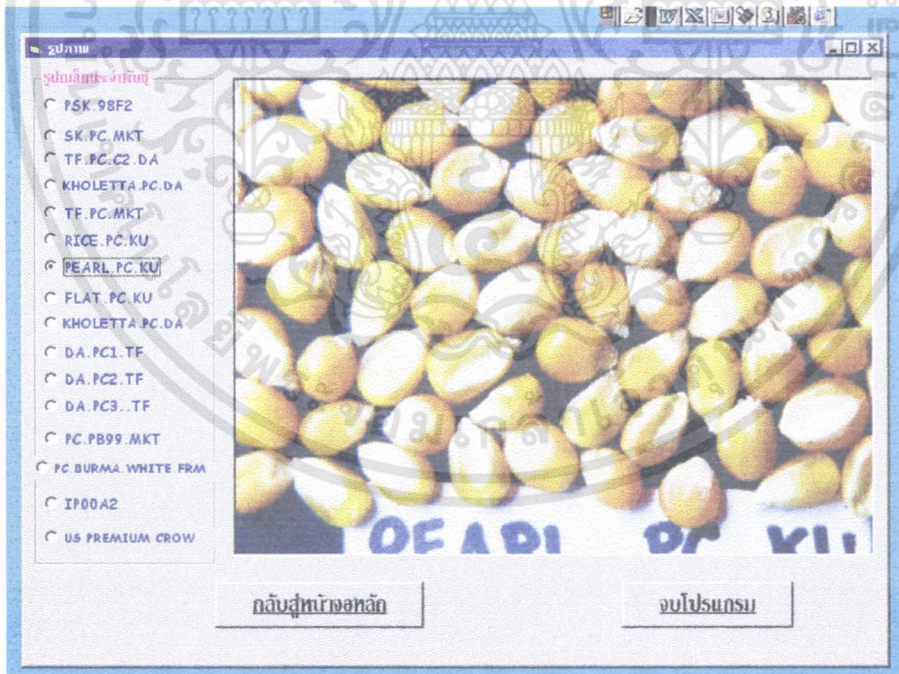 รูปภาพ
รูปเมล็ดประจำพันธุ์
PSK.98F2
SK.PC.MKT
TF.PC.C2.DA
KHOLETTA.PC.DA
TF.PC.MKT
RICE.PC.KU
PEARL.PC.KU
FLAT.PC.KU
KHOLETTA.PC.DA
DA.PC1.TF
DA.PC2.TF
DA.PC3..TF
PC.PB99.MKT
PC BURMA. WHITE FRM
IP00A2
US PREMIUM CROW
PEARL PC KU
กลับสู่หน้าจอหลัก
จบโปรแกรม